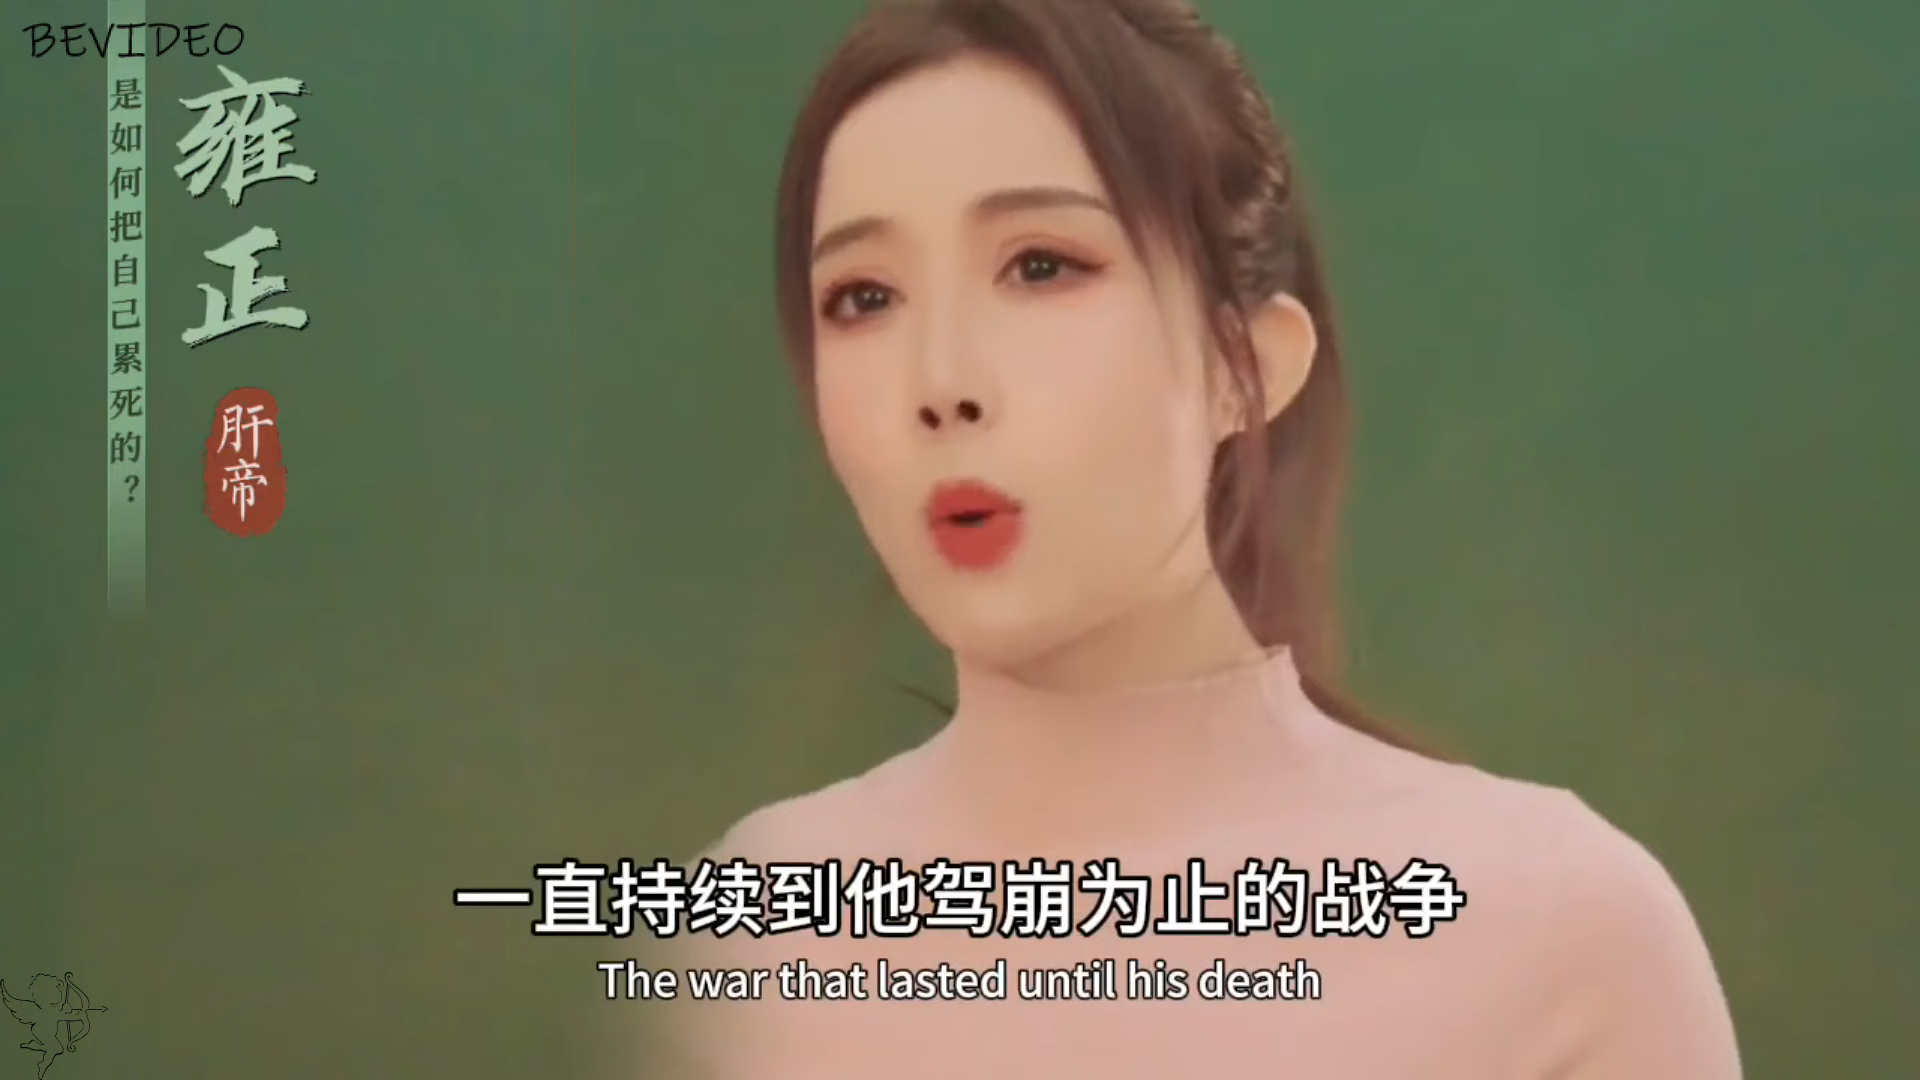 BEVIDEO
雍正
是如何把自己累死的？
肝帝
一直持续到他驾崩为止的战争
The war that lasted until his death